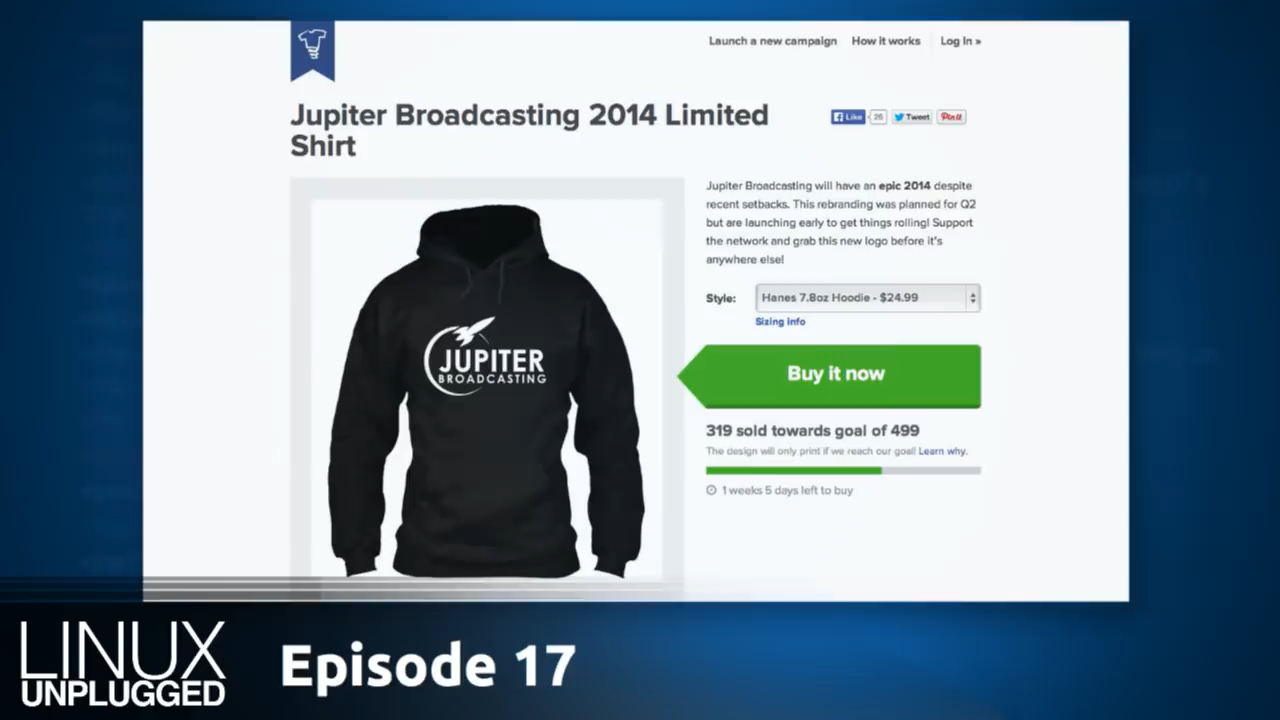 Launch a new campaign How it works Log In »
Jupiter Broadcasting 2014 Limited
Shirt
Like 26 Tweet Pin it
Jupiter Broadcasting will have an epic 2014 despite
recent setbacks. This rebranding was planned for Q2
but are launching early to get things rolling! Support
the network and grab this new logo before it's
anywhere else!
Style: Hanes 7.8oz Hoodie - $24.99
Sizing info
JUPITER
BROADCASTING
Buy it now
319 sold towards goal of 499
The design will only print if we reach our goal! Learn why.
1 weeks 5 days left to buy
LINUX
UNPLUGGED
Episode 17